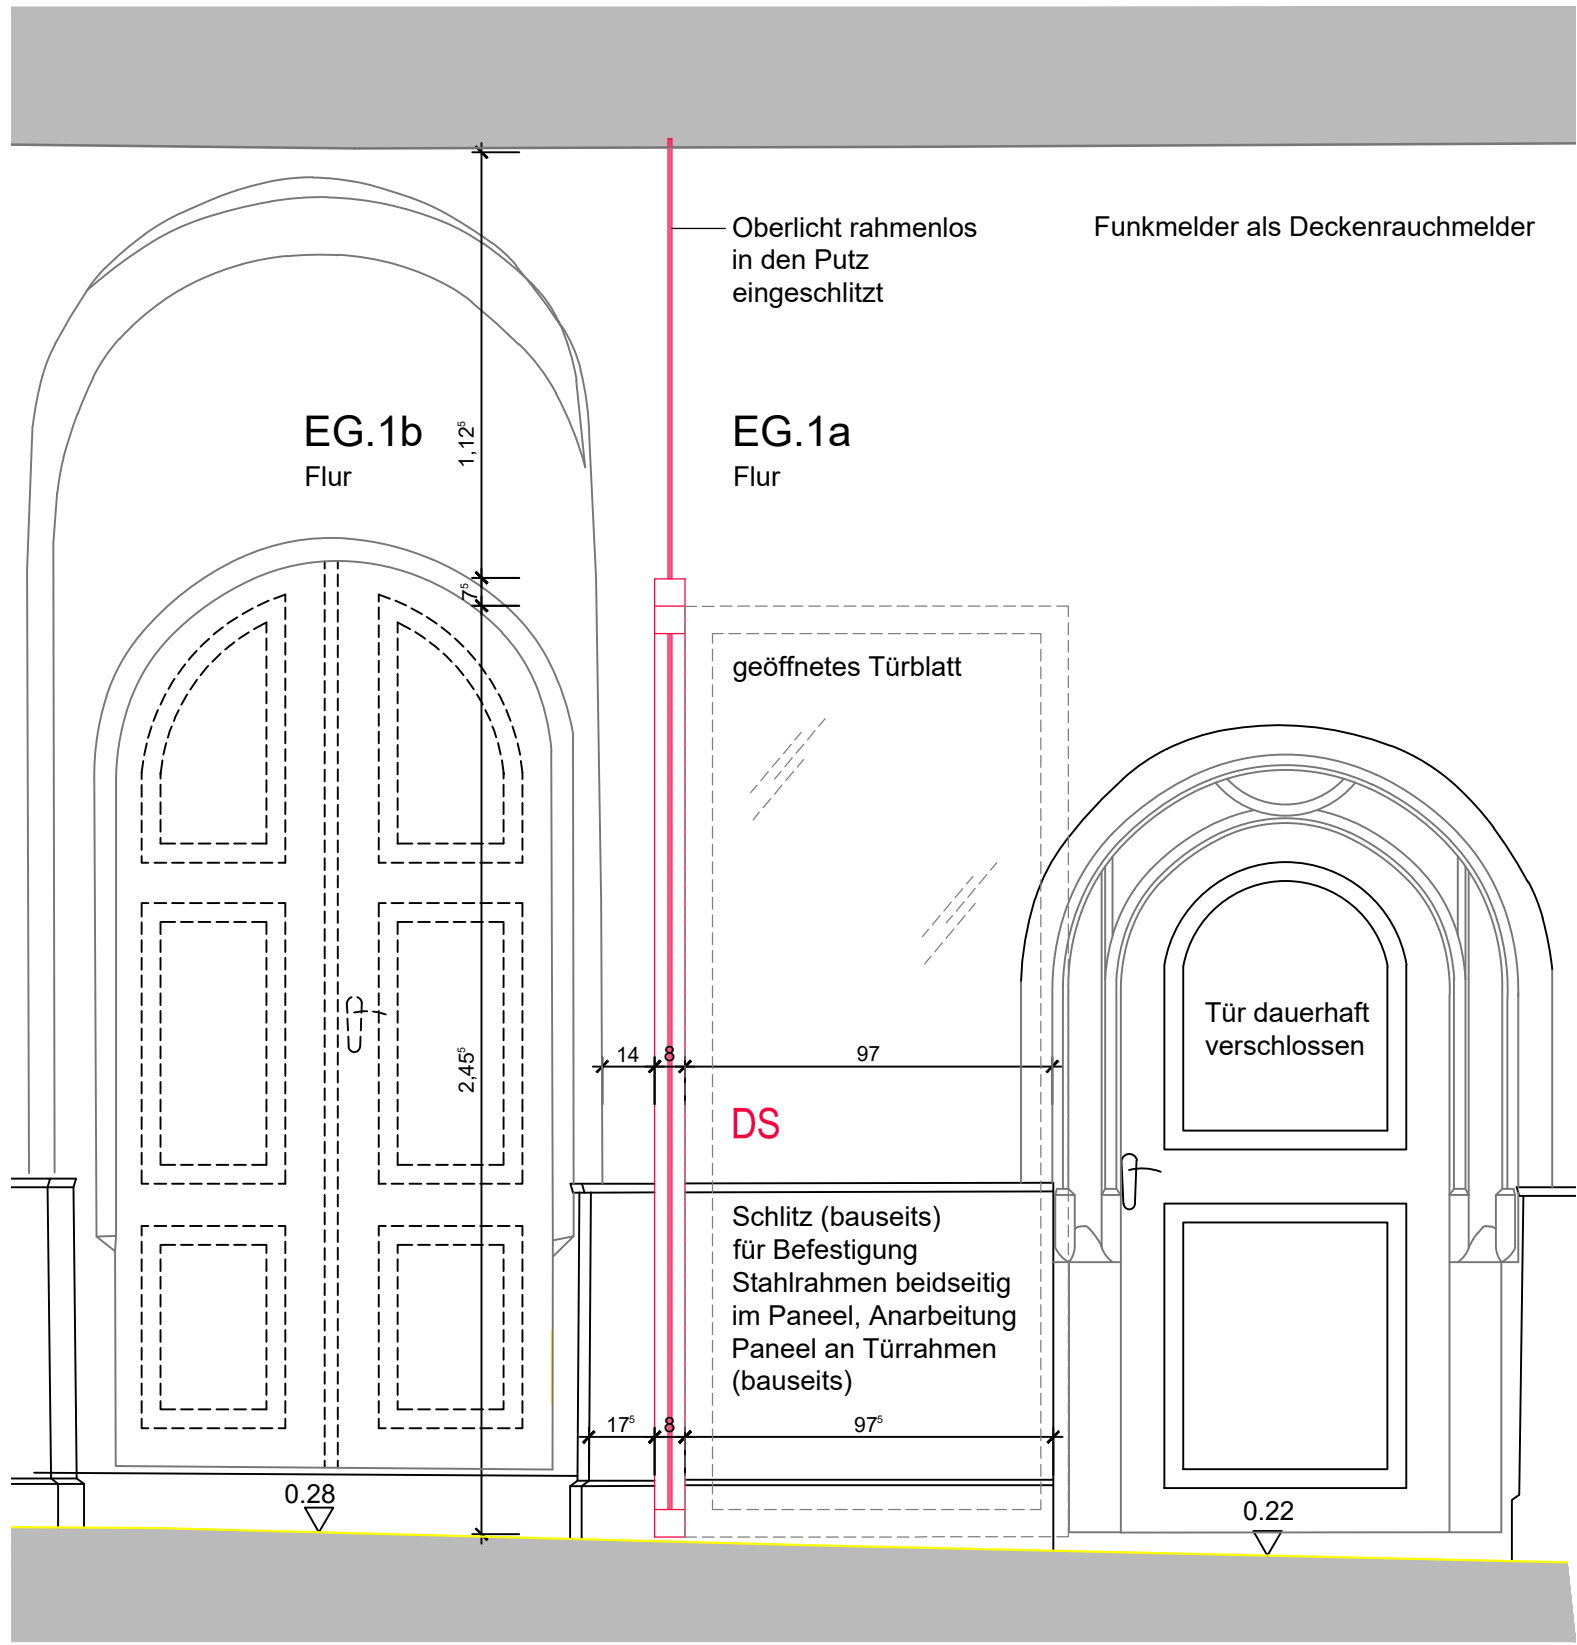 Oberlicht rahmenlos
in den Putz
eingeschlitzt
Funkmelder als Deckenrauchmelder
EG.1b
Flur
1,12⁵
EG.1a
Flur
7⁵
geöffnetes Türblatt
Tür dauerhaft
verschlossen
2,45⁵
14
8
97
DS
Schlitz (bauseits)
für Befestigung
Stahlrahmen beidseitig
im Paneel, Anarbeitung
Paneel an Türrahmen
(bauseits)
17⁵
8
97⁵
0.28
0.22